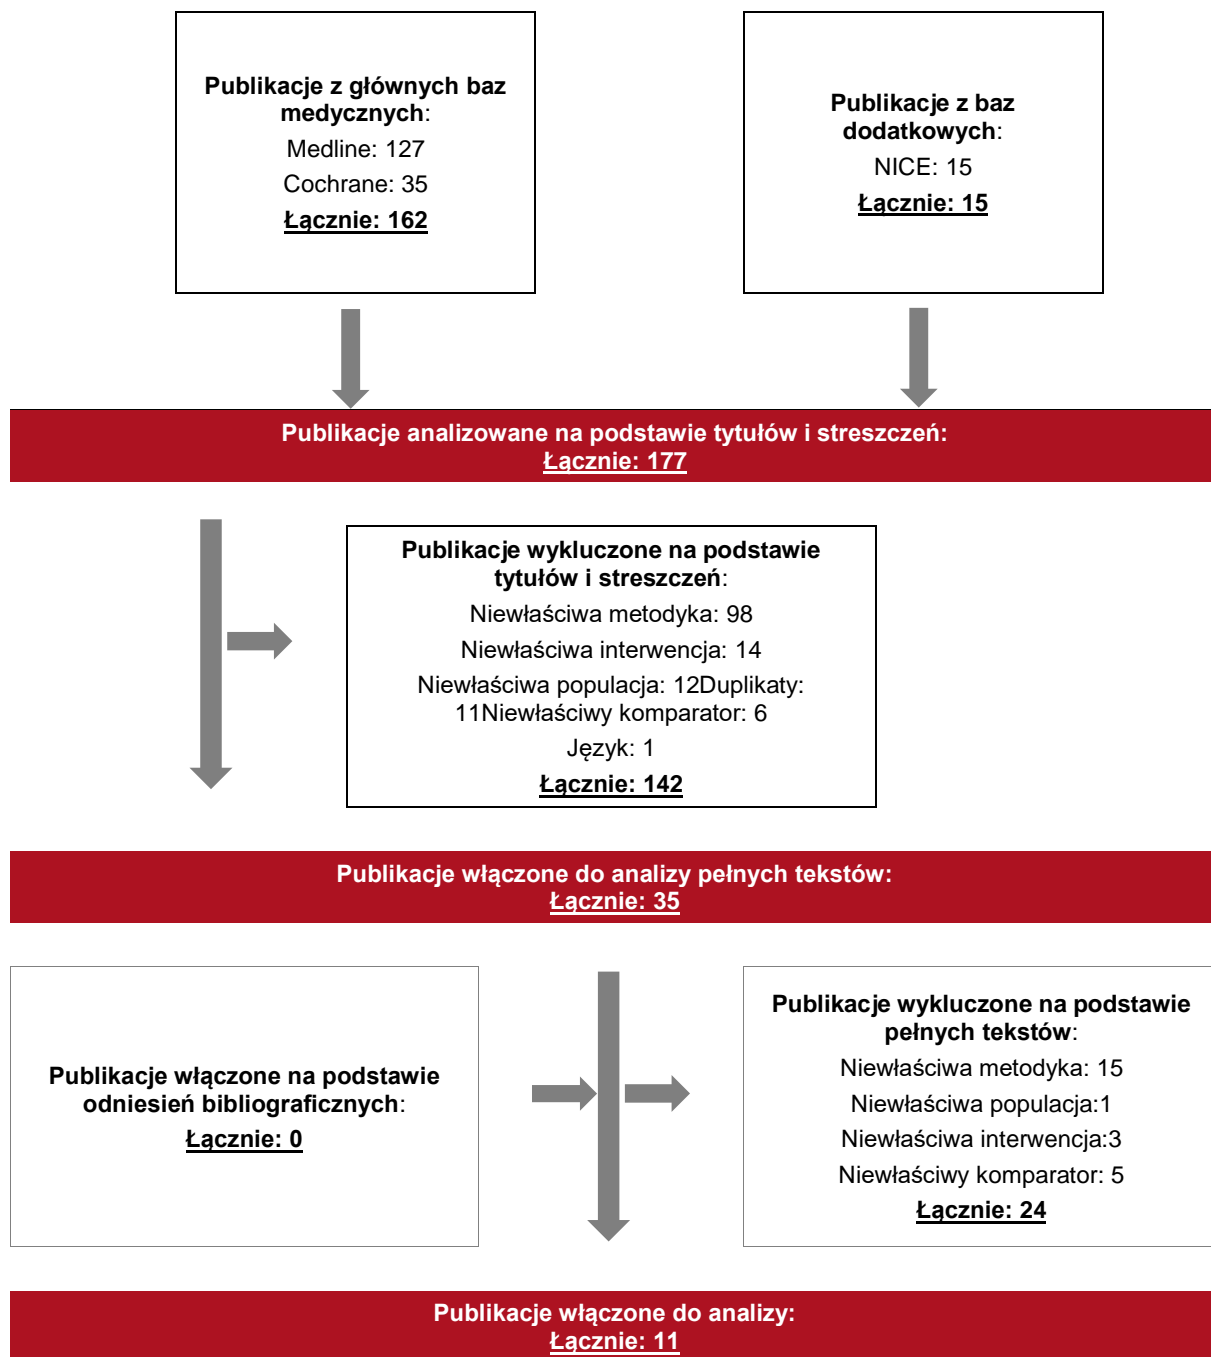 Publikacje z głównych baz
medycznych:
Medline: 127
Cochrane: 35
Łącznie: 162
Publikacje z baz
dodatkowych:
NICE: 15
Łącznie: 15
Publikacje analizowane na podstawie tytułów i streszczeń:
Łącznie: 177
Publikacje wykluczone na podstawie
tytułów i streszczeń:
Niewłaściwa metodyka: 98
Niewłaściwa interwencja: 14
Niewłaściwa populacja: 12Duplikaty:
11Niewłaściwy komparator: 6
Język: 1
Łącznie: 142
Publikacje włączone do analizy pełnych tekstów:
Łącznie: 35
Publikacje włączone na podstawie
odniesień bibliograficznych:
Łącznie: 0
Publikacje wykluczone na podstawie
pełnych tekstów:
Niewłaściwa metodyka: 15
Niewłaściwa populacja:1
Niewłaściwa interwencja:3
Niewłaściwy komparator: 5
Łącznie: 24
Publikacje włączone do analizy:
Łącznie: 11